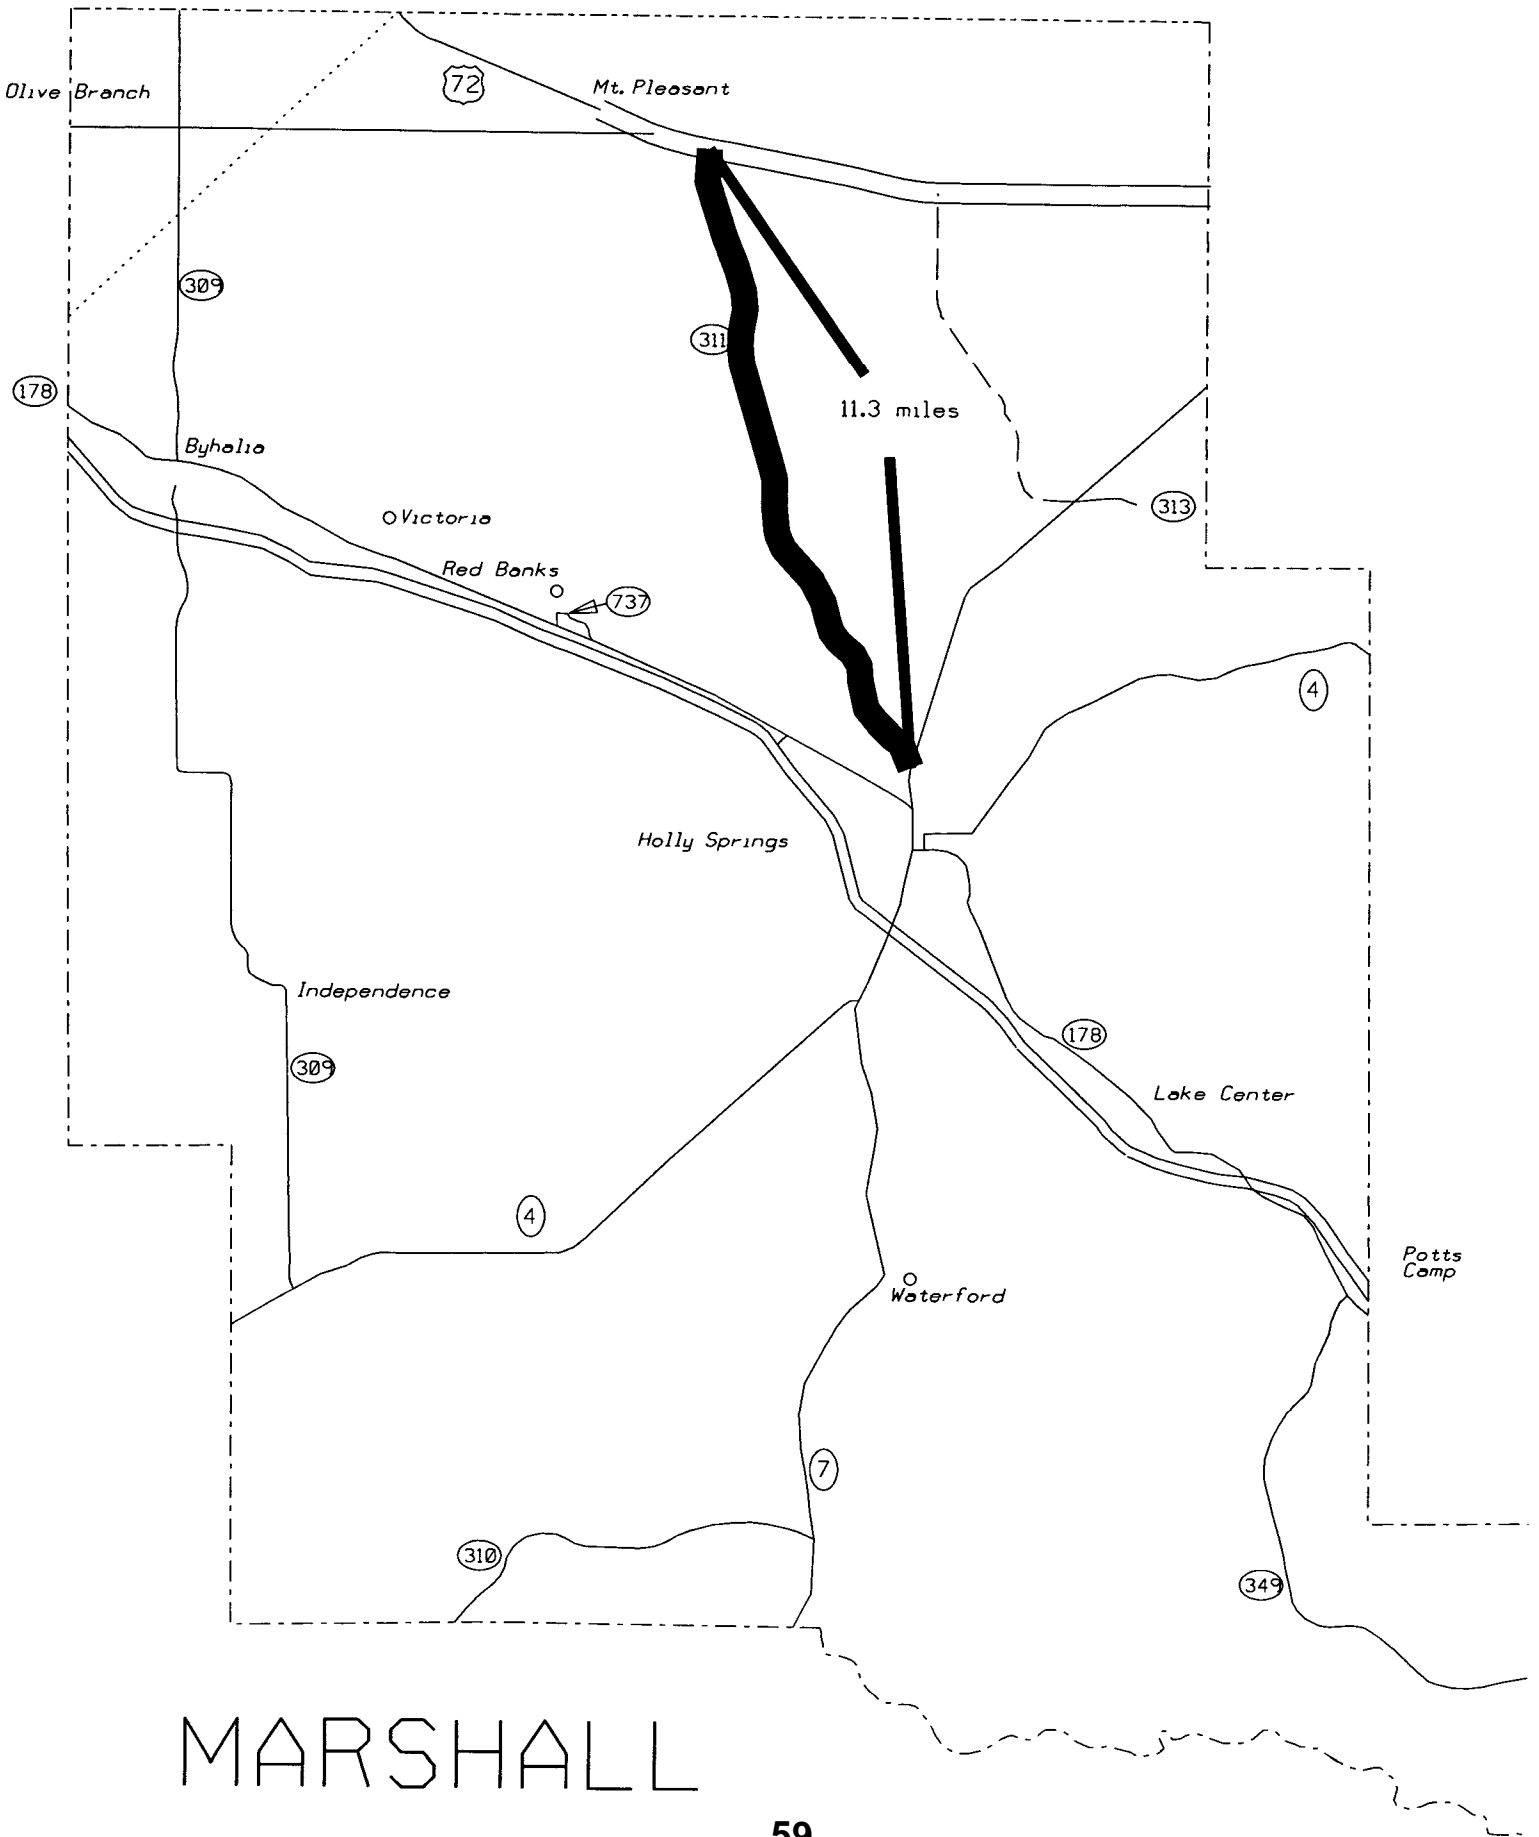 72
Mt. Pleasant
Olive Branch
309
311
178
11.3 miles
Byhalia
313
Victoria
Red Banks
737
4
Holly Springs
Independence
178
309
Lake Center
4
Potts
Camp
Waterford
7
310
349
MARSHALL
59